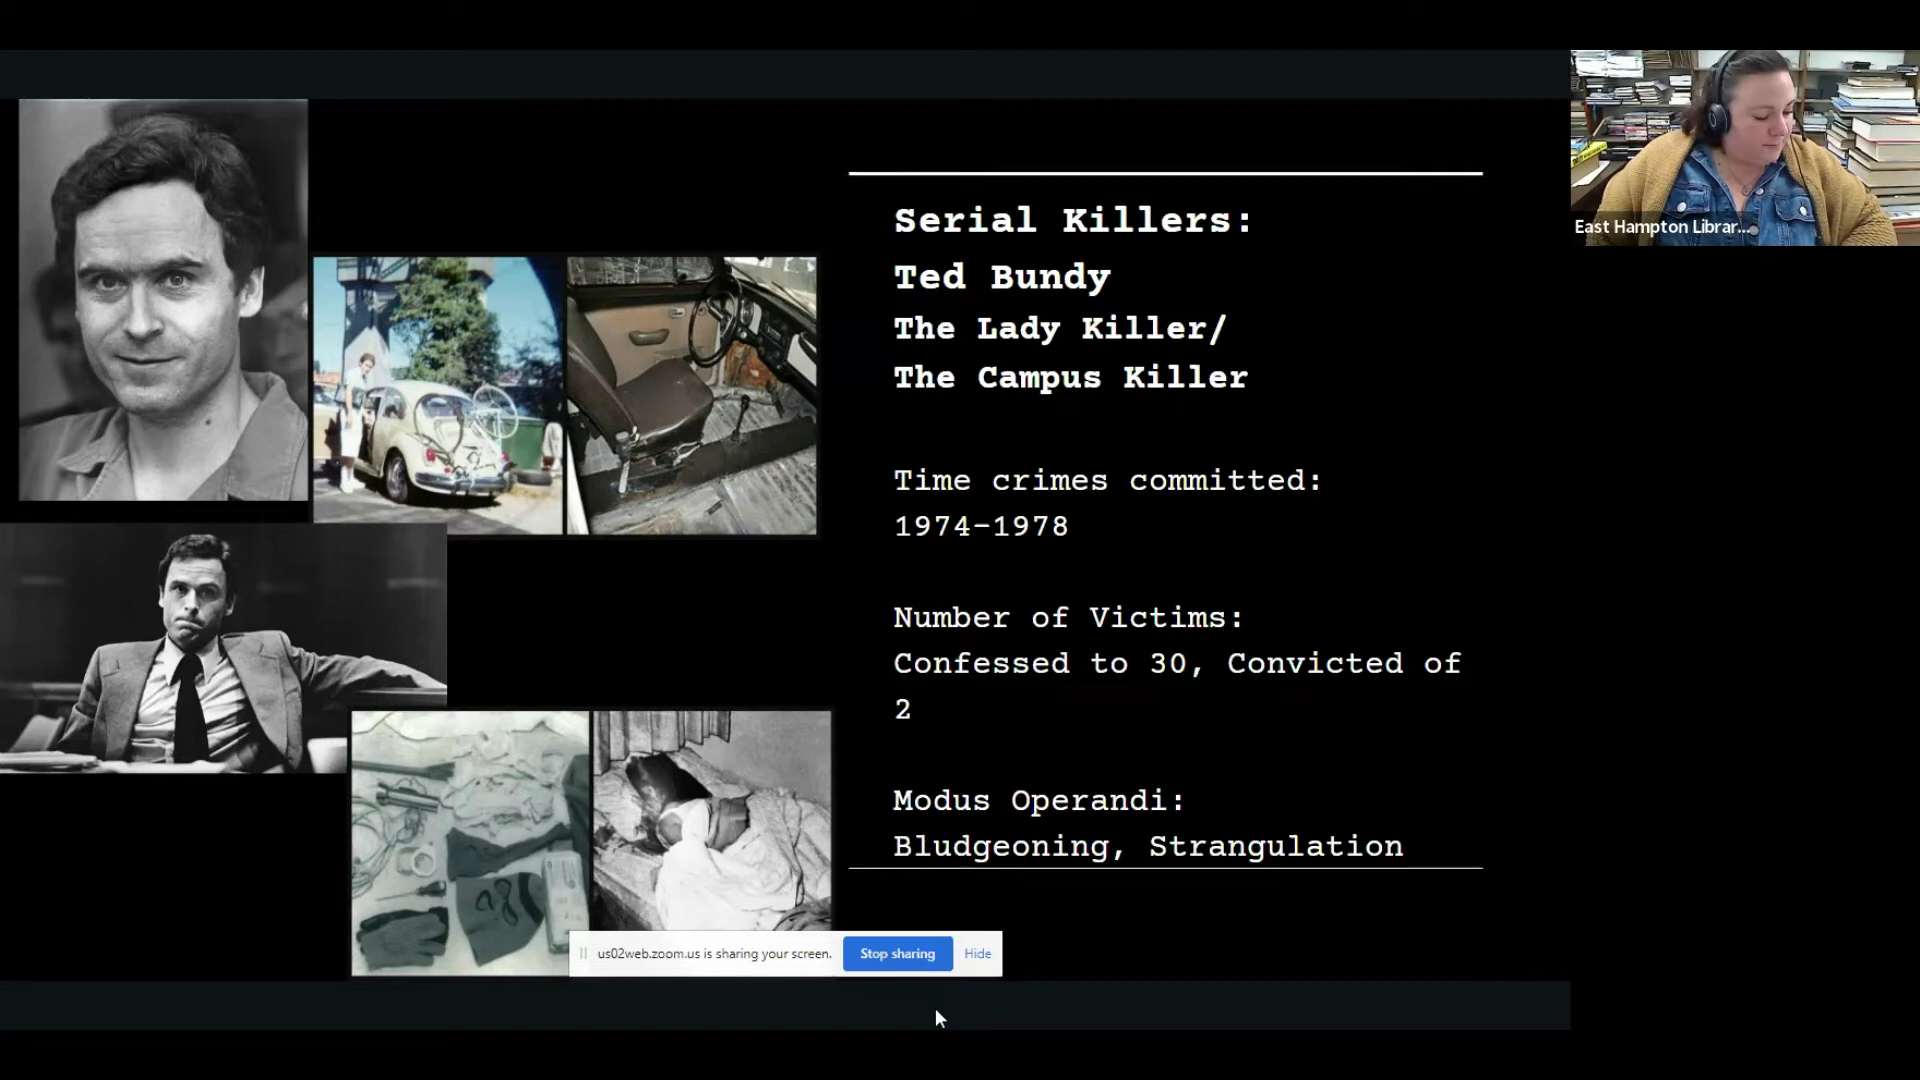 East Hampton Librar...
Serial Killers:
Ted Bundy
The Lady Killer/
The Campus Killer
Time crimes committed:
1974-1978
Number of Victims:
Confessed to 30, Convicted of
2
Modus Operandi:
Bludgeoning, Strangulation
us02web.zoom.us is sharing your screen.
Stop sharing
Hide